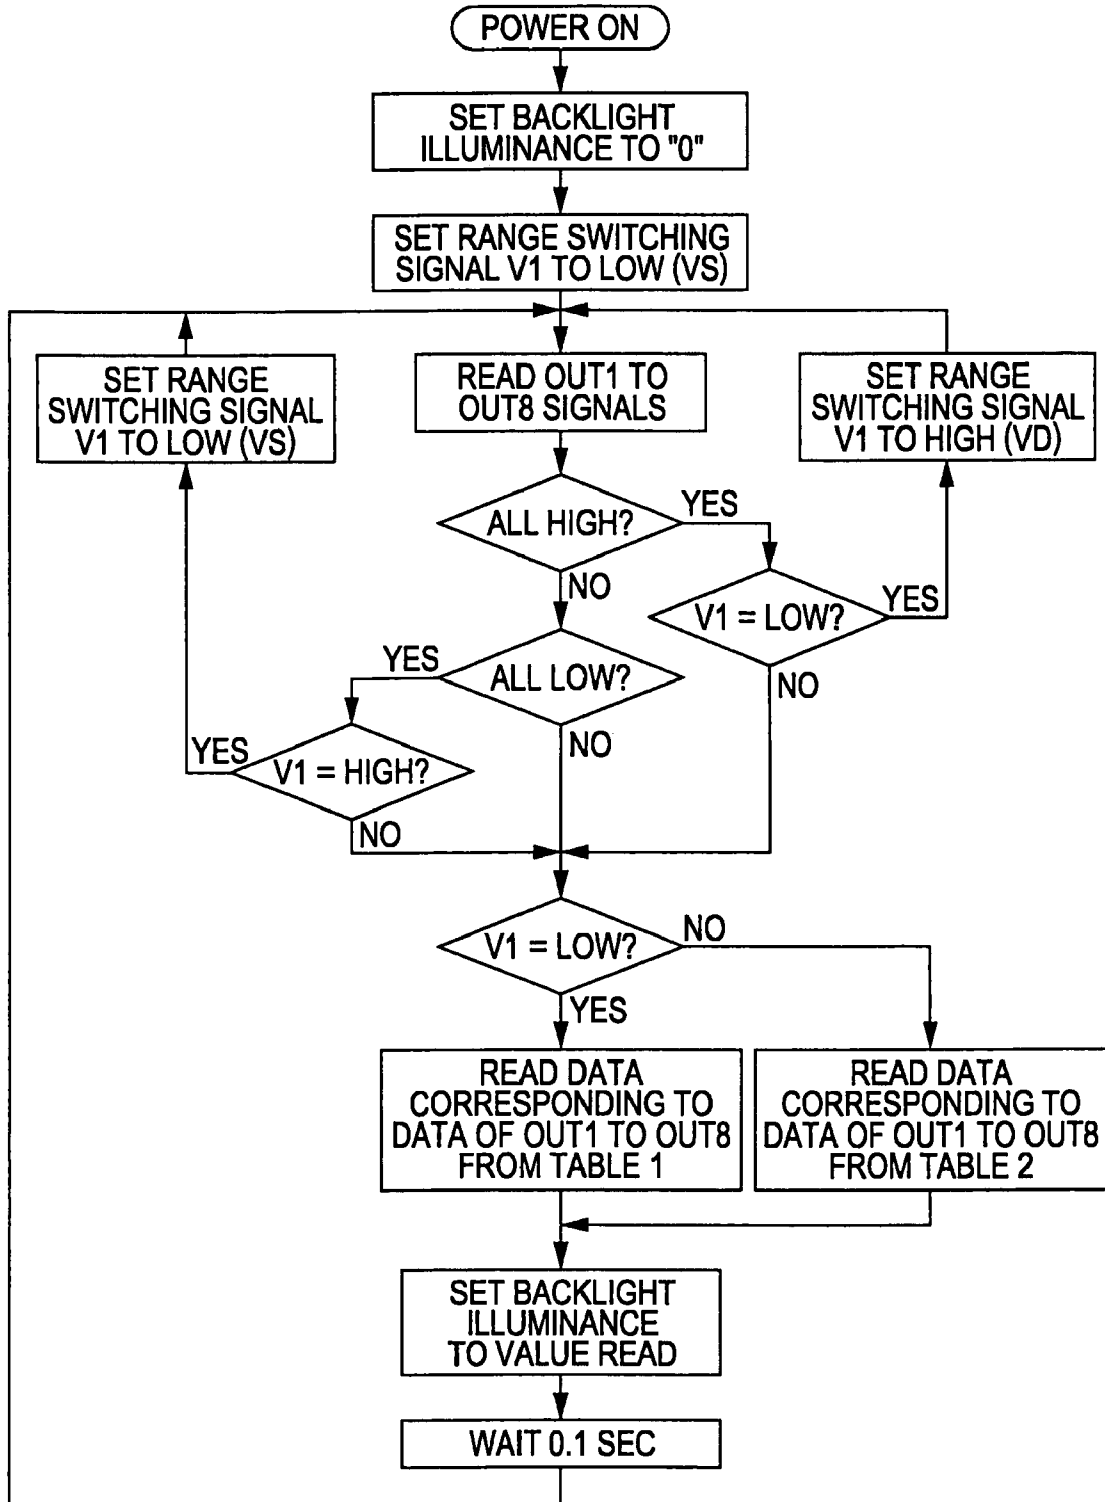 POWER ON
SET BACKLIGHT
ILLUMINANCE TO "0"
SET RANGE SWITCHING
SIGNAL V1 TO LOW (VS)
SET RANGE
SWITCHING SIGNAL
V1 TO LOW (VS)
READ OUT1 TO
OUT8 SIGNALS
SET RANGE
SWITCHING SIGNAL
V1 TO HIGH (VD)
ALL HIGH?
YES
NO
V1 = LOW?
YES
NO
ALL LOW?
YES
NO
V1 = HIGH?
YES
NO
V1 = LOW?
NO
YES
READ DATA
CORRESPONDING TO
DATA OF OUT1 TO OUT8
FROM TABLE 1
READ DATA
CORRESPONDING TO
DATA OF OUT1 TO OUT8
FROM TABLE 2
SET BACKLIGHT
ILLUMINANCE
TO VALUE READ
WAIT 0.1 SEC